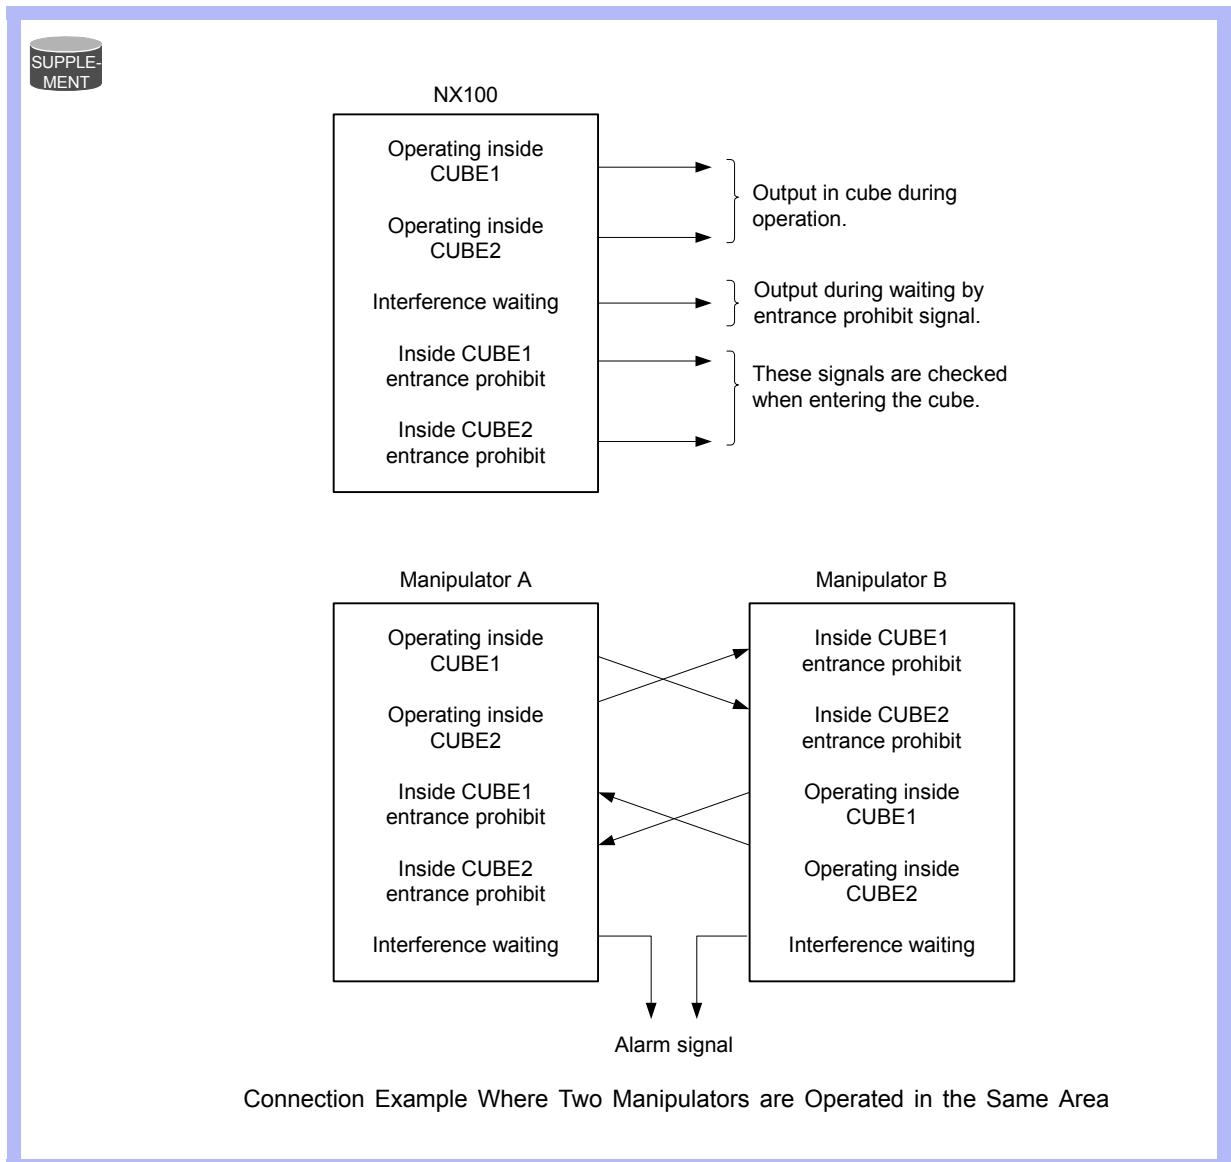 SUPPLE-
MENT
NX100
Operating inside
CUBE1
Operating inside
CUBE2
Interference waiting
Inside CUBE1
entrance prohibit
Inside CUBE2
entrance prohibit
Output in cube during
operation.
Output during waiting by
entrance prohibit signal.
These signals are checked
when entering the cube.
Manipulator A
Operating inside
CUBE1
Operating inside
CUBE2
Inside CUBE1
entrance prohibit
Inside CUBE2
entrance prohibit
Interference waiting
Manipulator B
Inside CUBE1
entrance prohibit
Inside CUBE2
entrance prohibit
Operating inside
CUBE1
Operating inside
CUBE2
Interference waiting
Alarm signal
Connection Example Where Two Manipulators are Operated in the Same Area